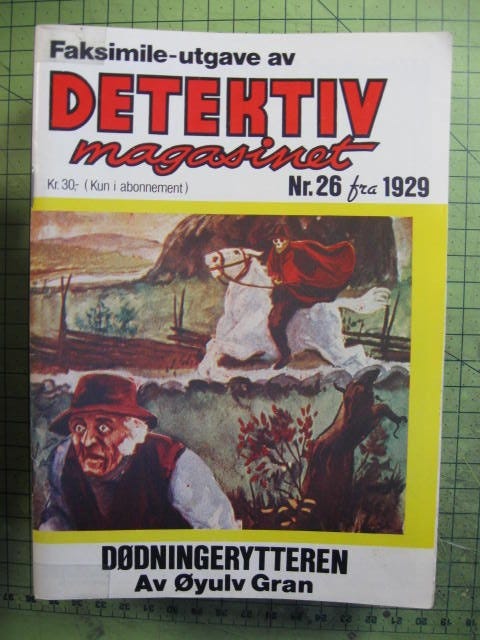 Faksimile-utgave av
DETEKTIV
magasinet
Kr. 30,- (Kun i abonnement)
Nr. 26 fra 1929
DØDNINGERYTTEREN
Av Øyulv Gran